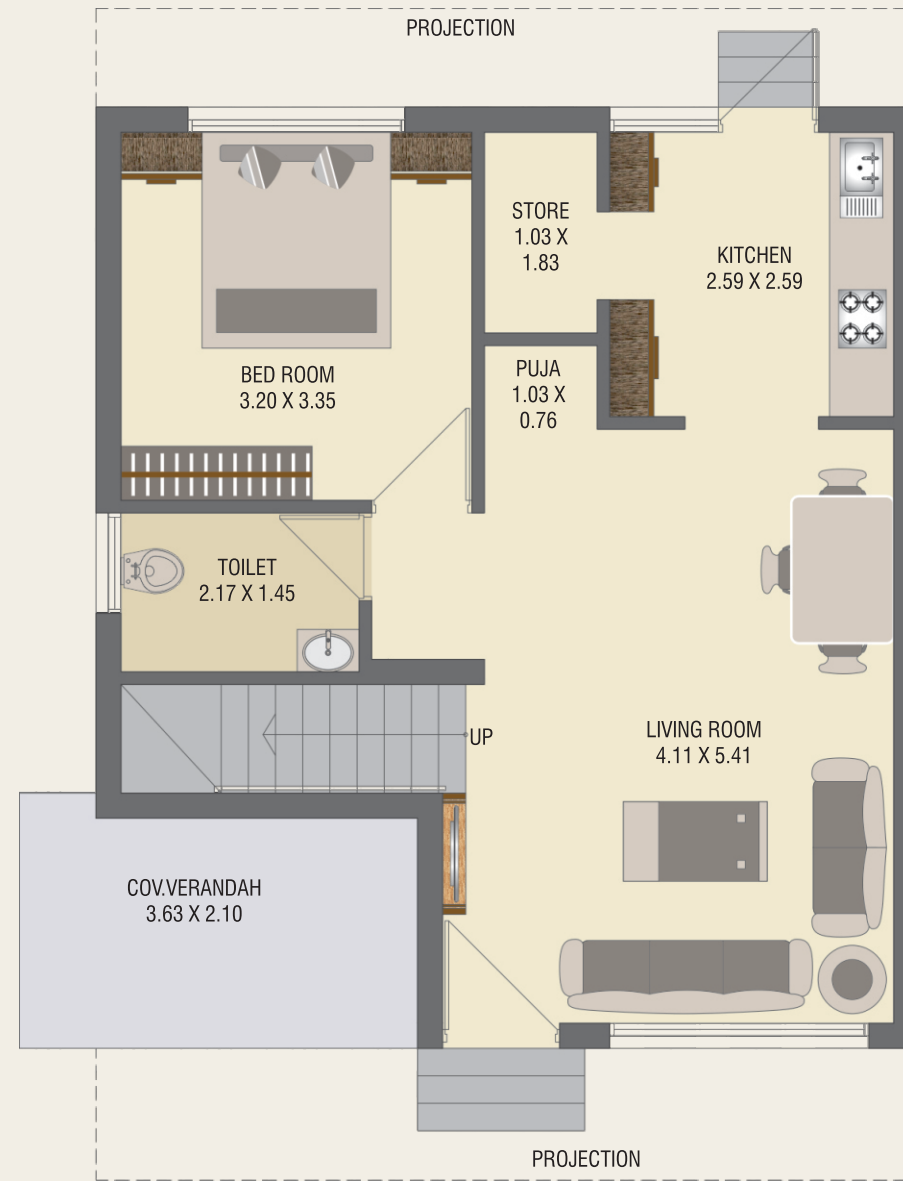 PROJECTION
STORE
1.03 X
1.83
KITCHEN
2.59 X 2.59
BED ROOM
3.20 X 3.35
PUJA
1.03 X
0.76
TOILET
2.17 X 1.45
UP
LIVING ROOM
4.11 X 5.41
COV.VERANDAH
3.63 X 2.10
PROJECTION